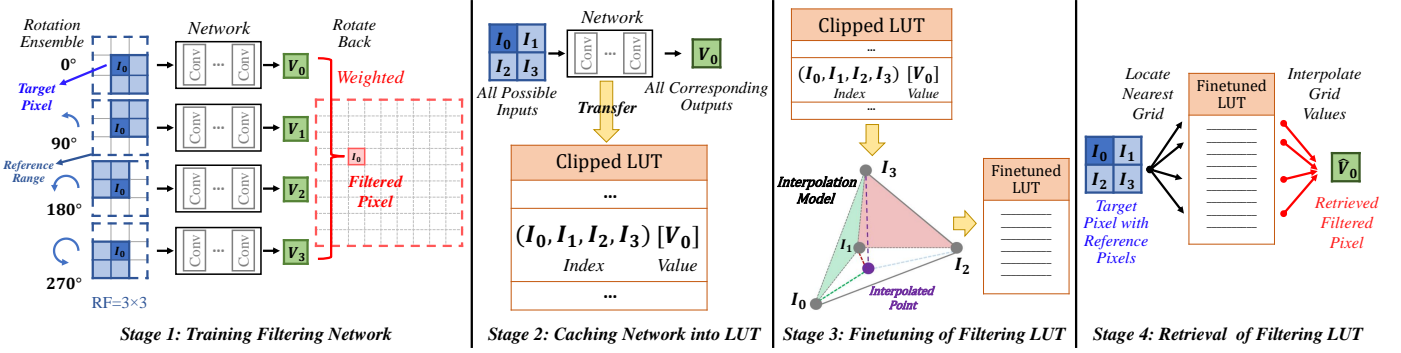 Rotation
Ensemble
0°
Target
Pixel
90°
Reference
Range
180°
270°
RF=3×3
I₀
I₀
I₀
I₀
Network
Conv ... Conv
Conv ... Conv
Conv ... Conv
Conv ... Conv
V₀
V₁
V₂
V₃
Rotate
Back
Weighted
I₀
Filtered
Pixel
Stage 1: Training Filtering Network
Network
I₀ I₁
I₂ I₃
Conv ... Conv
V₀
All Possible
Inputs
All Corresponding
Outputs
Transfer
Clipped LUT
...
(I₀, I₁, I₂, I₃) [V₀]
Index Value
...
Stage 2: Caching Network into LUT
Clipped LUT
...
(I₀, I₁, I₂, I₃) [V₀]
Index Value
...
Interpolation
Model
I₃
I₁
I₂
I₀
Interpolated
Point
Finetuned
LUT
Stage 3: Finetuning of Filtering LUT
Locate
Nearest
Grid
Finetuned
LUT
Interpolate
Grid
Values
I₀ I₁
I₂ I₃
V̂₀
Target
Pixel with
Reference
Pixels
Retrieved
Filtered
Pixel
Stage 4: Retrieval of Filtering LUT